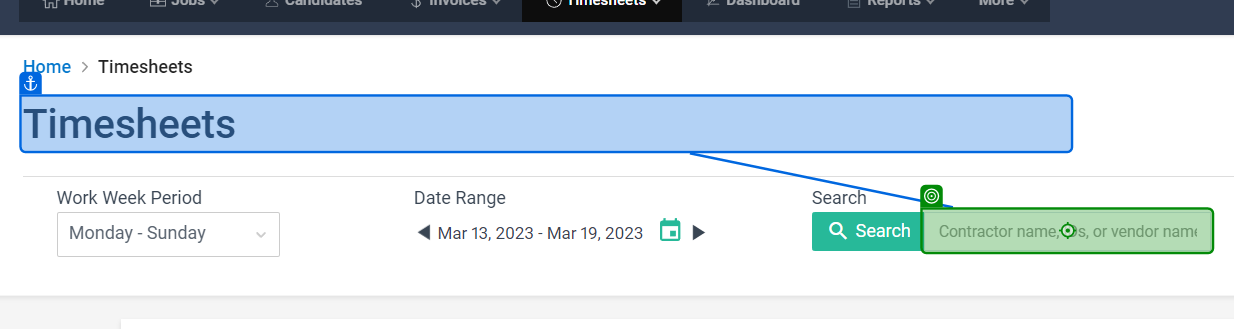 Home Jobs Candidates Invoices Timesheets Dashboard Reports More
Home > Timesheets
Timesheets
Work Week Period Date Range Search
Monday - Sunday Mar 13, 2023 - Mar 19, 2023 Search Contractor name, or vendor name